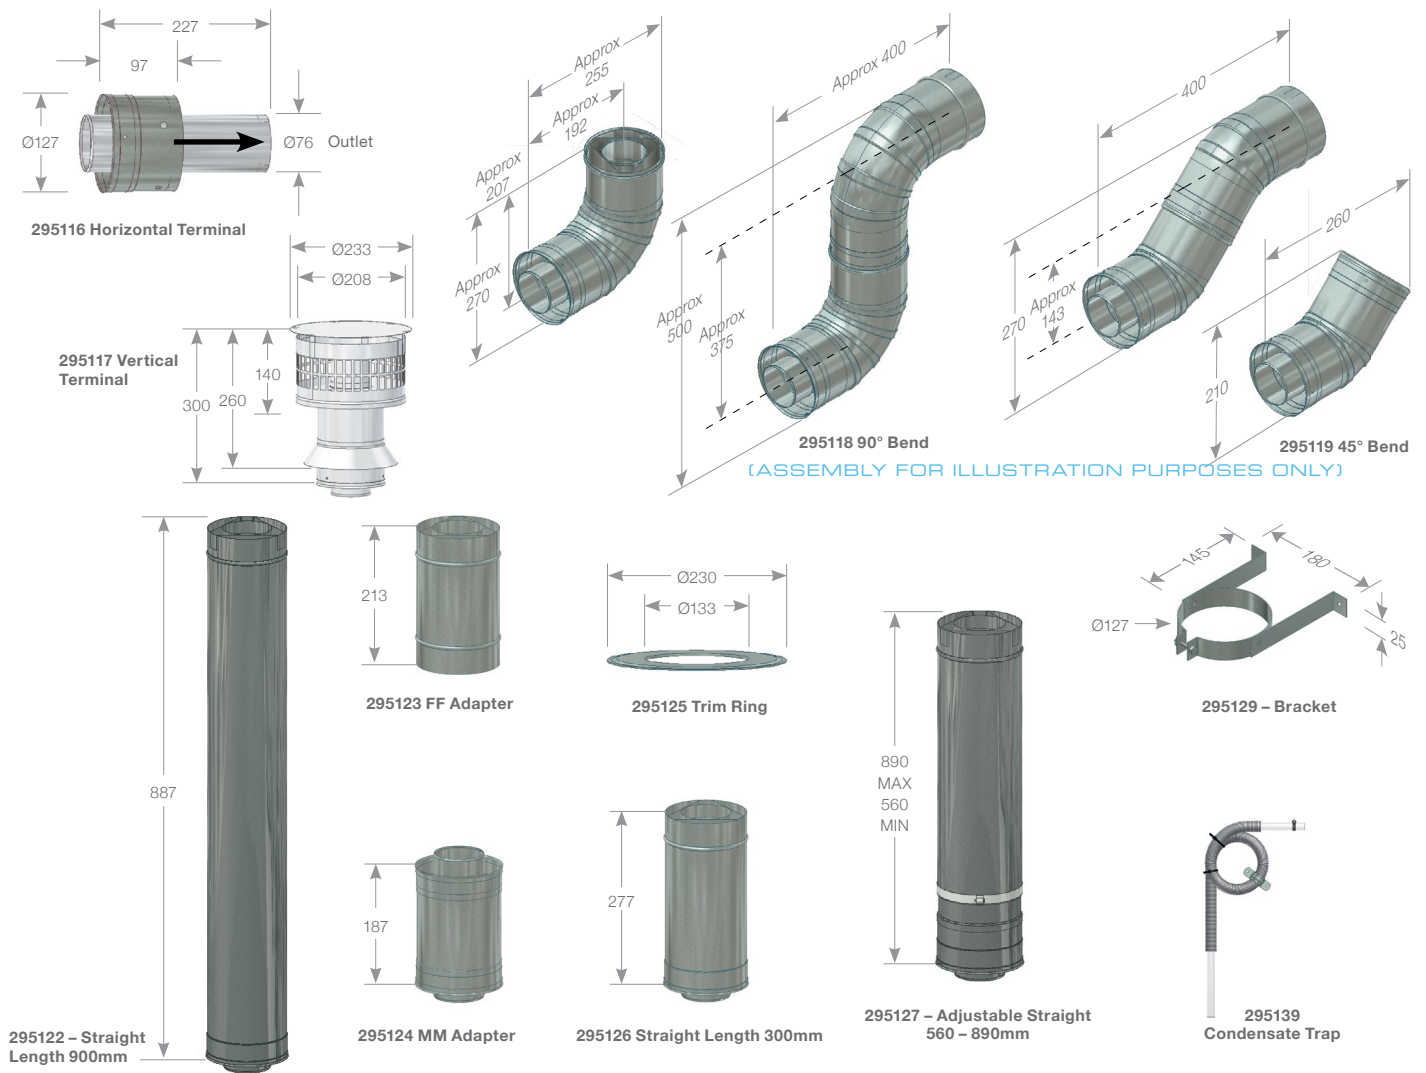 227
97
Ø127
Ø76 Outlet
295116 Horizontal Terminal
Approx
255
Approx
192
Approx
207
Approx
270
Approx 400
Approx
500
Approx
375
295118 90° Bend
400
270
Approx
143
260
210
295119 45° Bend
(ASSEMBLY FOR ILLUSTRATION PURPOSES ONLY)
Ø233
Ø208
295117 Vertical
Terminal
140
260
300
887
295122 – Straight
Length 900mm
213
295123 FF Adapter
187
295124 MM Adapter
Ø230
Ø133
295125 Trim Ring
277
295126 Straight Length 300mm
890
MAX
560
MIN
295127 – Adjustable Straight
560 – 890mm
145
180
Ø127
25
295129 – Bracket
295139
Condensate Trap